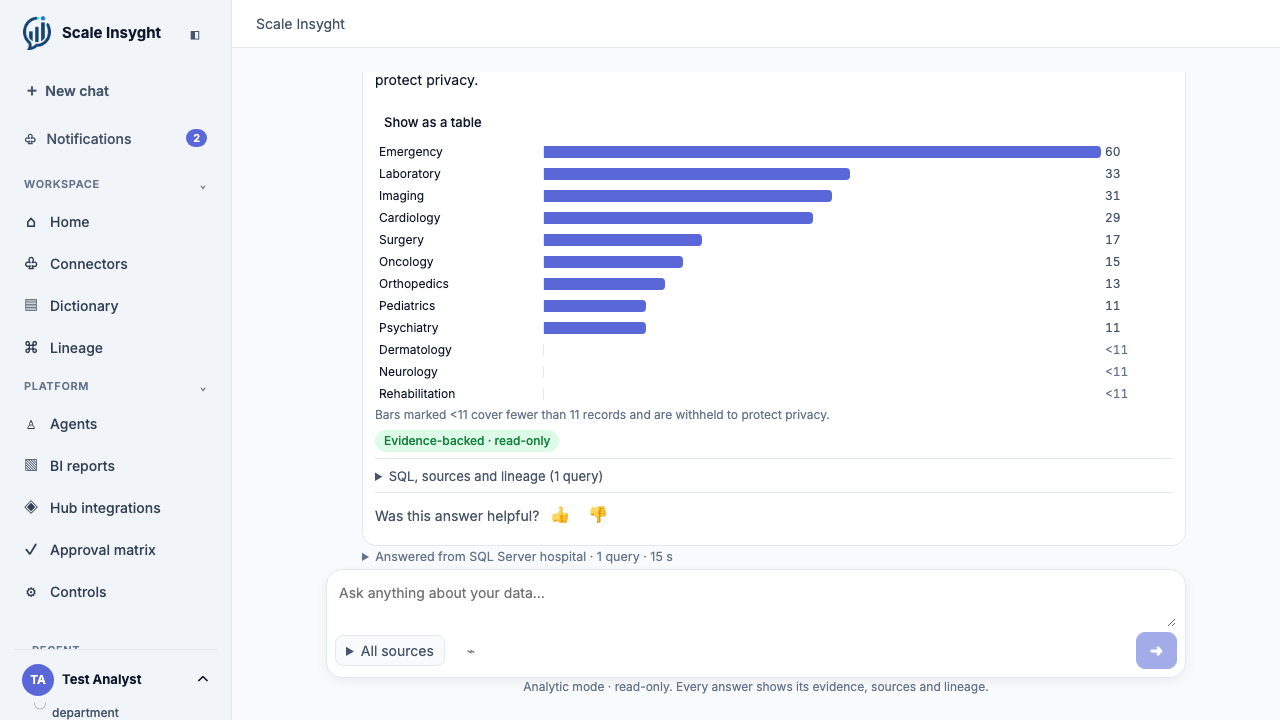 Scale Insyght
New chat
Notifications 2
WORKSPACE
Home
Connectors
Dictionary
Lineage
PLATFORM
Agents
BI reports
Hub integrations
Approval matrix
Controls
RECENT
TA Test Analyst
department
Scale Insyght
protect privacy.
Show as a table
Emergency 60
Laboratory 33
Imaging 31
Cardiology 29
Surgery 17
Oncology 15
Orthopedics 13
Pediatrics 11
Psychiatry 11
Dermatology <11
Neurology <11
Rehabilitation <11
Bars marked <11 cover fewer than 11 records and are withheld to protect privacy.
Evidence-backed · read-only
SQL, sources and lineage (1 query)
Was this answer helpful?
Answered from SQL Server hospital · 1 query · 15 s
Ask anything about your data...
All sources
Analytic mode · read-only. Every answer shows its evidence, sources and lineage.